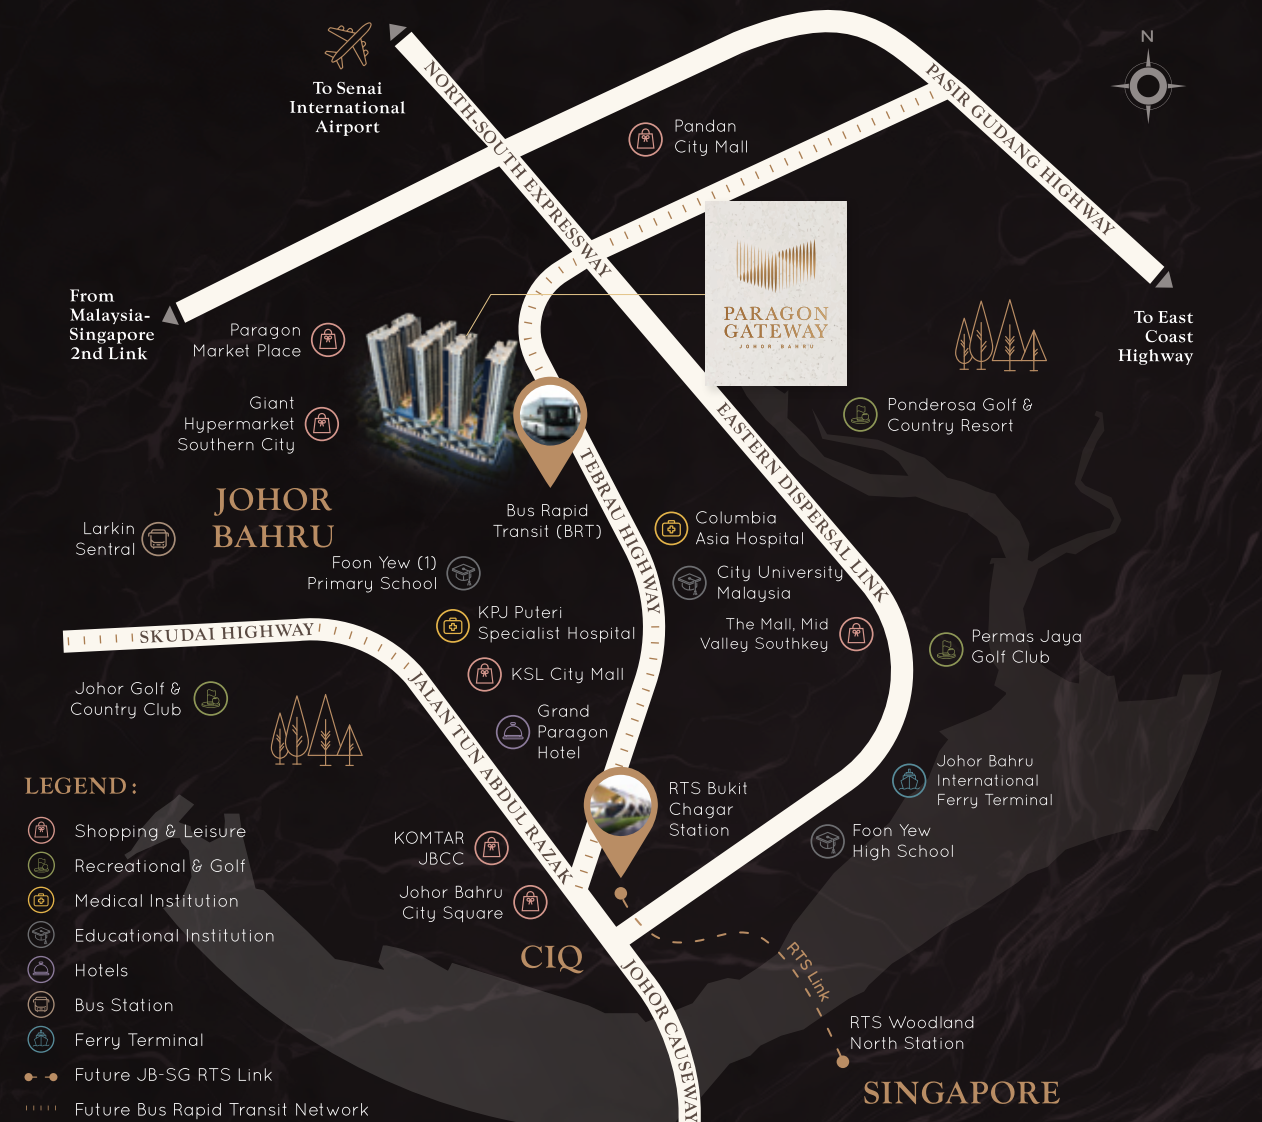 N
To Senai
International
Airport
NORTH-SOUTH EXPRESSWAY
PASIR GUDANG HIGHWAY
Pandan
City Mall
From
Malaysia-
Singapore
2nd Link
PARAGON
GATEWAY
JOHOR BAHRU
To East
Coast
Highway
Paragon
Market Place
Giant
Hypermarket
Southern City
Ponderosa Golf &
Country Resort
EASTERN DISPERSAL LINK
TEBRAU HIGHWAY
JOHOR
BAHRU
Bus Rapid
Transit (BRT)
Larkin
Sentral
Columbia
Asia Hospital
Foon Yew (1)
Primary School
City University
Malaysia
KPJ Puteri
Specialist Hospital
The Mall, Mid
Valley Southkey
SKUDAI HIGHWAY
Permas Jaya
Golf Club
KSL City Mall
Johor Golf &
Country Club
JALAN TUN ABDUL RAZAK
Grand
Paragon
Hotel
RTS Bukit
Chagar
Station
Johor Bahru
International
Ferry Terminal
KOMTAR
JBCC
Foon Yew
High School
Johor Bahru
City Square
CIQ
RTS Link
JOHOR CAUSEWAY
RTS Woodland
North Station
SINGAPORE
LEGEND :
Shopping & Leisure
Recreational & Golf
Medical Institution
Educational Institution
Hotels
Bus Station
Ferry Terminal
Future JB-SG RTS Link
Future Bus Rapid Transit Network